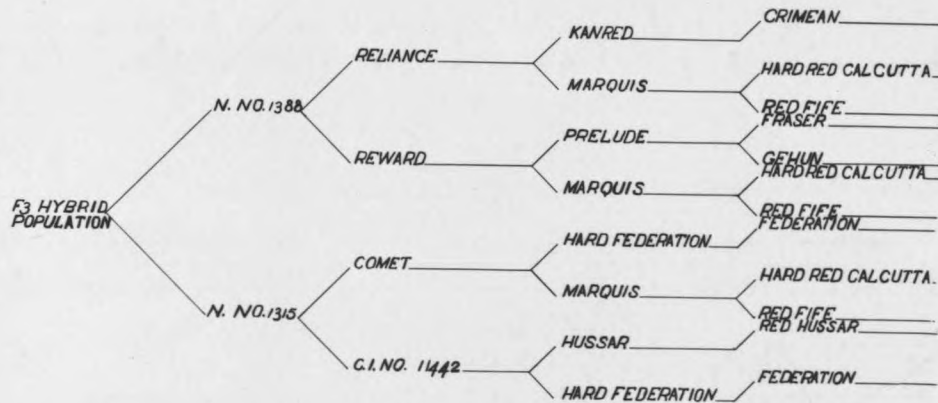 F3 HYBRID
POPULATION
N. NO. 1388
N. NO. 1315
RELIANCE
REWARD
COMET
C.I. NO. 11442
KANRED
MARQUIS
PRELUDE
MARQUIS
HARD FEDERATION
MARQUIS
HUSSAR
HARD FEDERATION
CRIMEAN
HARD RED CALCUTTA
RED FIFE
FRASER
GEHUN
HARD RED CALCUTTA
RED FIFE
FEDERATION
HARD RED CALCUTTA
RED FIFE
RED HUSSAR
FEDERATION